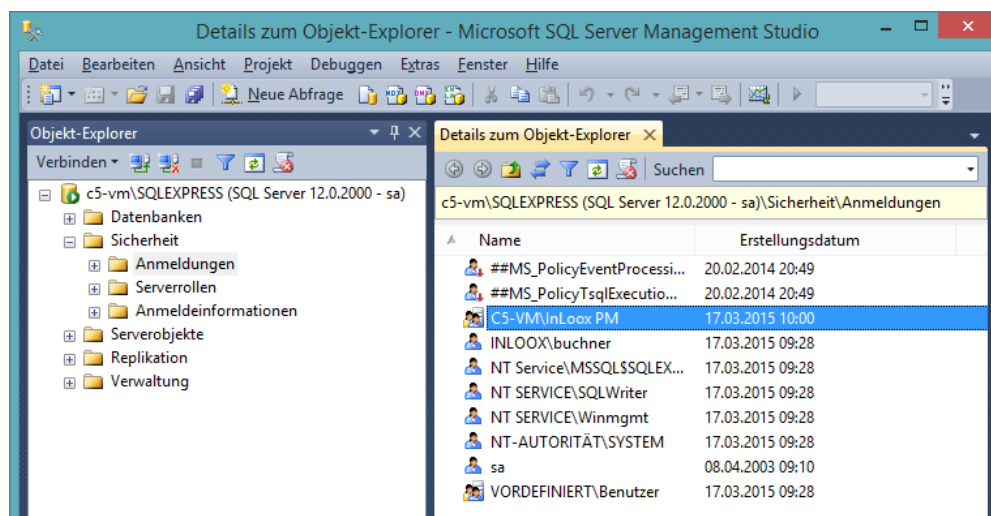 Details zum Objekt-Explorer - Microsoft SQL Server Management Studio
Datei Bearbeiten Ansicht Projekt Debuggen Extras Fenster Hilfe
Neue Abfrage
Objekt-Explorer
Verbinden
c5-vm\SQLEXPRESS (SQL Server 12.0.2000 - sa)
Datenbanken
Sicherheit
Anmeldungen
Serverrollen
Anmeldeinformationen
Serverobjekte
Replikation
Verwaltung
Details zum Objekt-Explorer
Suchen
c5-vm\SQLEXPRESS (SQL Server 12.0.2000 - sa)\Sicherheit\Anmeldungen
Name Erstellungsdatum
##MS_PolicyEventProcessi... 20.02.2014 20:49
##MS_PolicyTsqlExecutio... 20.02.2014 20:49
C5-VM\InLoox PM 17.03.2015 10:00
INLOOX\buchner 17.03.2015 09:28
NT Service\MSSQL$SQLEX... 17.03.2015 09:28
NT SERVICE\SQLWriter 17.03.2015 09:28
NT SERVICE\Winmgmt 17.03.2015 09:28
NT-AUTORITÄT\SYSTEM 17.03.2015 09:28
sa 08.04.2003 09:10
VORDEFINIERT\Benutzer 17.03.2015 09:28